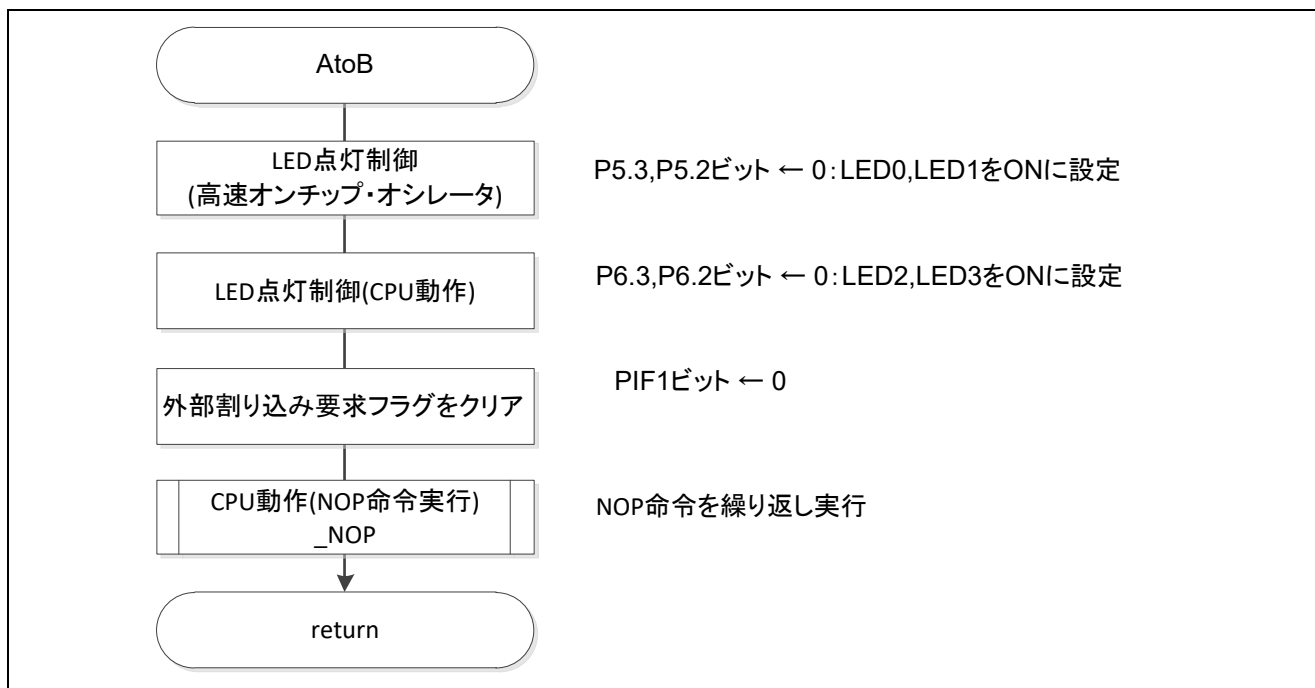 AtoB
LED点灯制御
(高速オンチップ・オシレータ)
P5.3,P5.2ビット ← 0：LED0,LED1をONに設定
LED点灯制御(CPU動作)
P6.3,P6.2ビット ← 0：LED2,LED3をONに設定
外部割り込み要求フラグをクリア
PIF1ビット ← 0
CPU動作(NOP命令実行)
_NOP
NOP命令を繰り返し実行
return